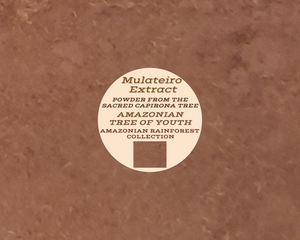 Mulateiro
Extract
POWDER FROM THE
SACRED CAPIRONA TREE
AMAZONIAN
TREE OF YOUTH
AMAZONIAN RAINFOREST
COLLECTION